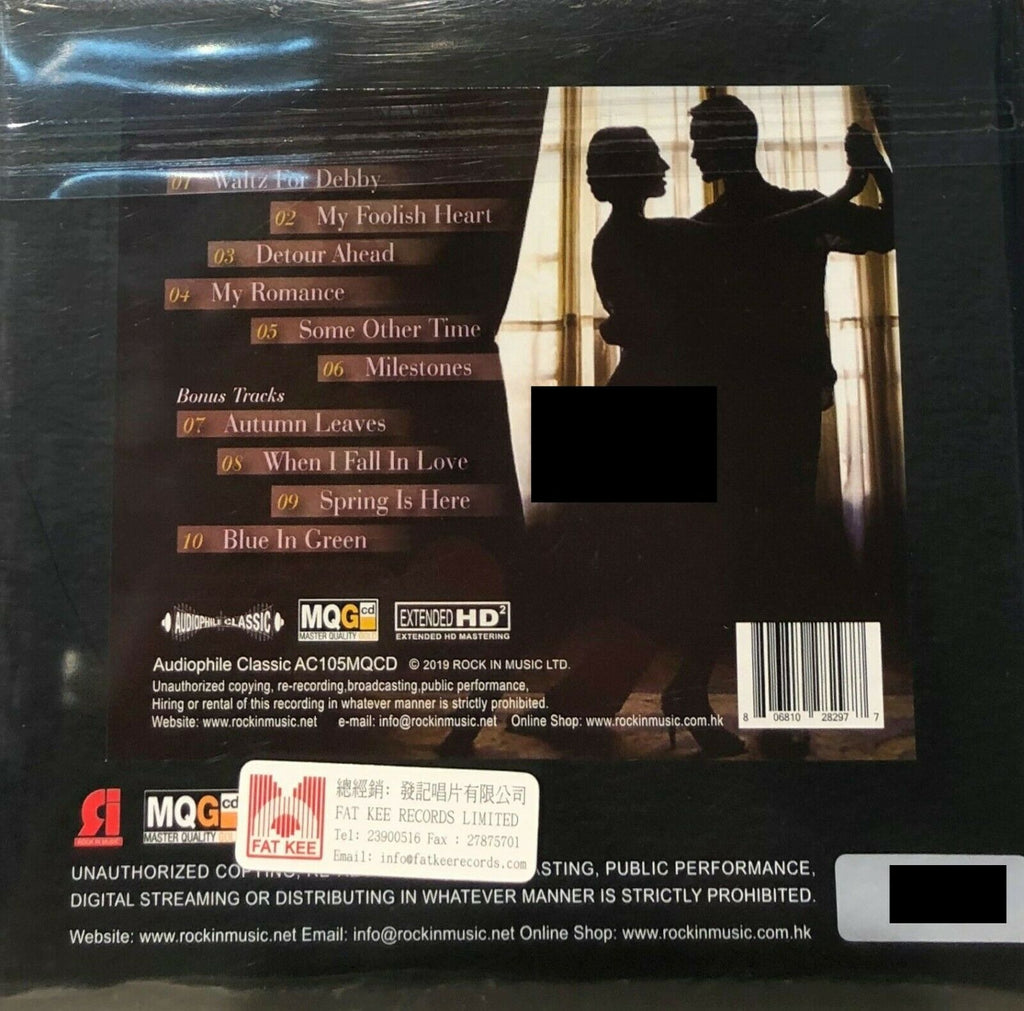 01 Waltz For Debby
02 My Foolish Heart
03 Detour Ahead
04 My Romance
05 Some Other Time
06 Milestones
Bonus Tracks
07 Autumn Leaves
08 When I Fall In Love
09 Spring Is Here
10 Blue In Green
AUDIOPHILE CLASSIC
MQG cd
MASTER QUALITY GOLD
EXTENDED HD2
EXTENDED HD MASTERING
Audiophile Classic AC105MQCD © 2019 ROCK IN MUSIC LTD.
Unauthorized copying, re-recording,broadcasting,public performance,
Hiring or rental of this recording in whatever manner is strictly prohibited.
Website: www.rockinmusic.net e-mail: info@rockinmusic.net Online Shop: www.rockinmusic.com.hk
8 06810 28297 7
ROCK IN MUSIC
MQG cd
MASTER QUALITY
FAT KEE
總經銷: 發記唱片有限公司
FAT KEE RECORDS LIMITED
Tel: 23900516 Fax : 27875701
Email: info@fatkeerecords.com
UNAUTHORIZED COPYING, ASTING, PUBLIC PERFORMANCE,
DIGITAL STREAMING OR DISTRIBUTING IN WHATEVER MANNER IS STRICTLY PROHIBITED.
Website: www.rockinmusic.net Email: info@rockinmusic.net Online Shop: www.rockinmusic.com.hk